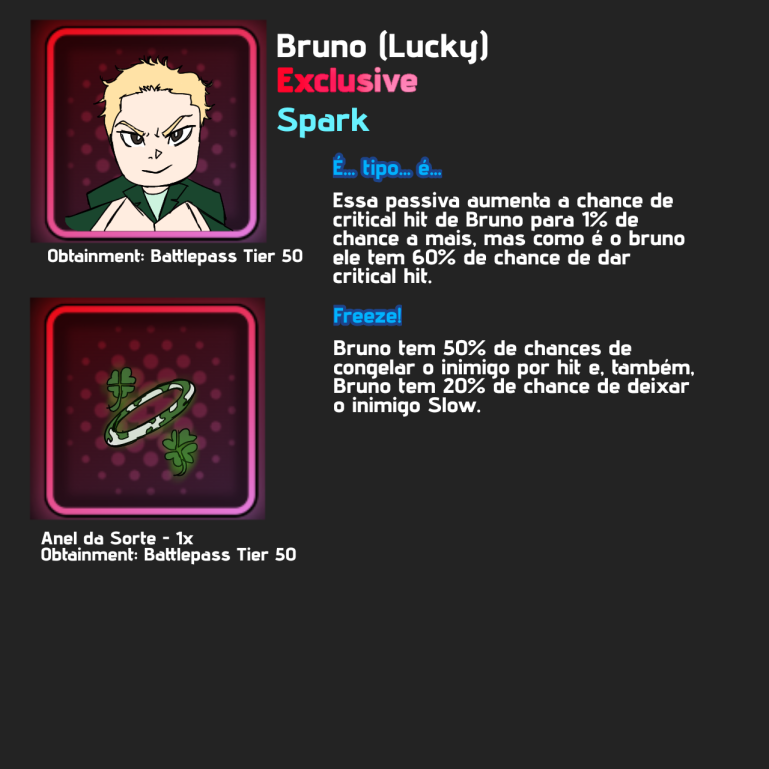 Bruno (Lucky)
Exclusive
Spark
É... tipo... é...
Essa passiva aumenta a chance de
critical hit de Bruno para 1% de
chance a mais, mas como é o bruno
ele tem 60% de chance de dar
critical hit.
Obtainment: Battlepass Tier 50
Freeze!
Bruno tem 50% de chances de
congelar o inimigo por hit e, também,
Bruno tem 20% de chance de deixar
o inimigo Slow.
Anel da Sorte - 1x
Obtainment: Battlepass Tier 50